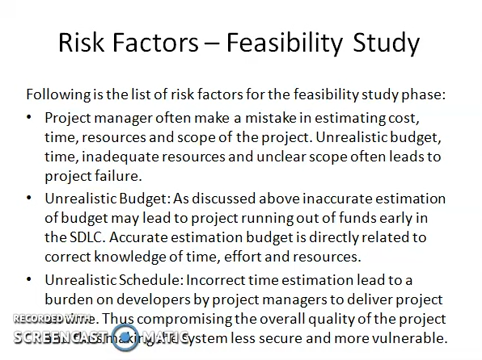 Risk Factors – Feasibility Study
Following is the list of risk factors for the feasibility study phase:
• Project manager often make a mistake in estimating cost,
time, resources and scope of the project. Unrealistic budget,
time, inadequate resources and unclear scope often leads to
project failure.
• Unrealistic Budget: As discussed above inaccurate estimation
of budget may lead to project running out of funds early in
the SDLC. Accurate estimation budget is directly related to
correct knowledge of time, effort and resources.
• Unrealistic Schedule: Incorrect time estimation lead to a
burden on developers by project managers to deliver project
Thus compromising the overall quality of the project
making the system less secure and more vulnerable.
RECORDED WITH
SCREENCAST MATIC